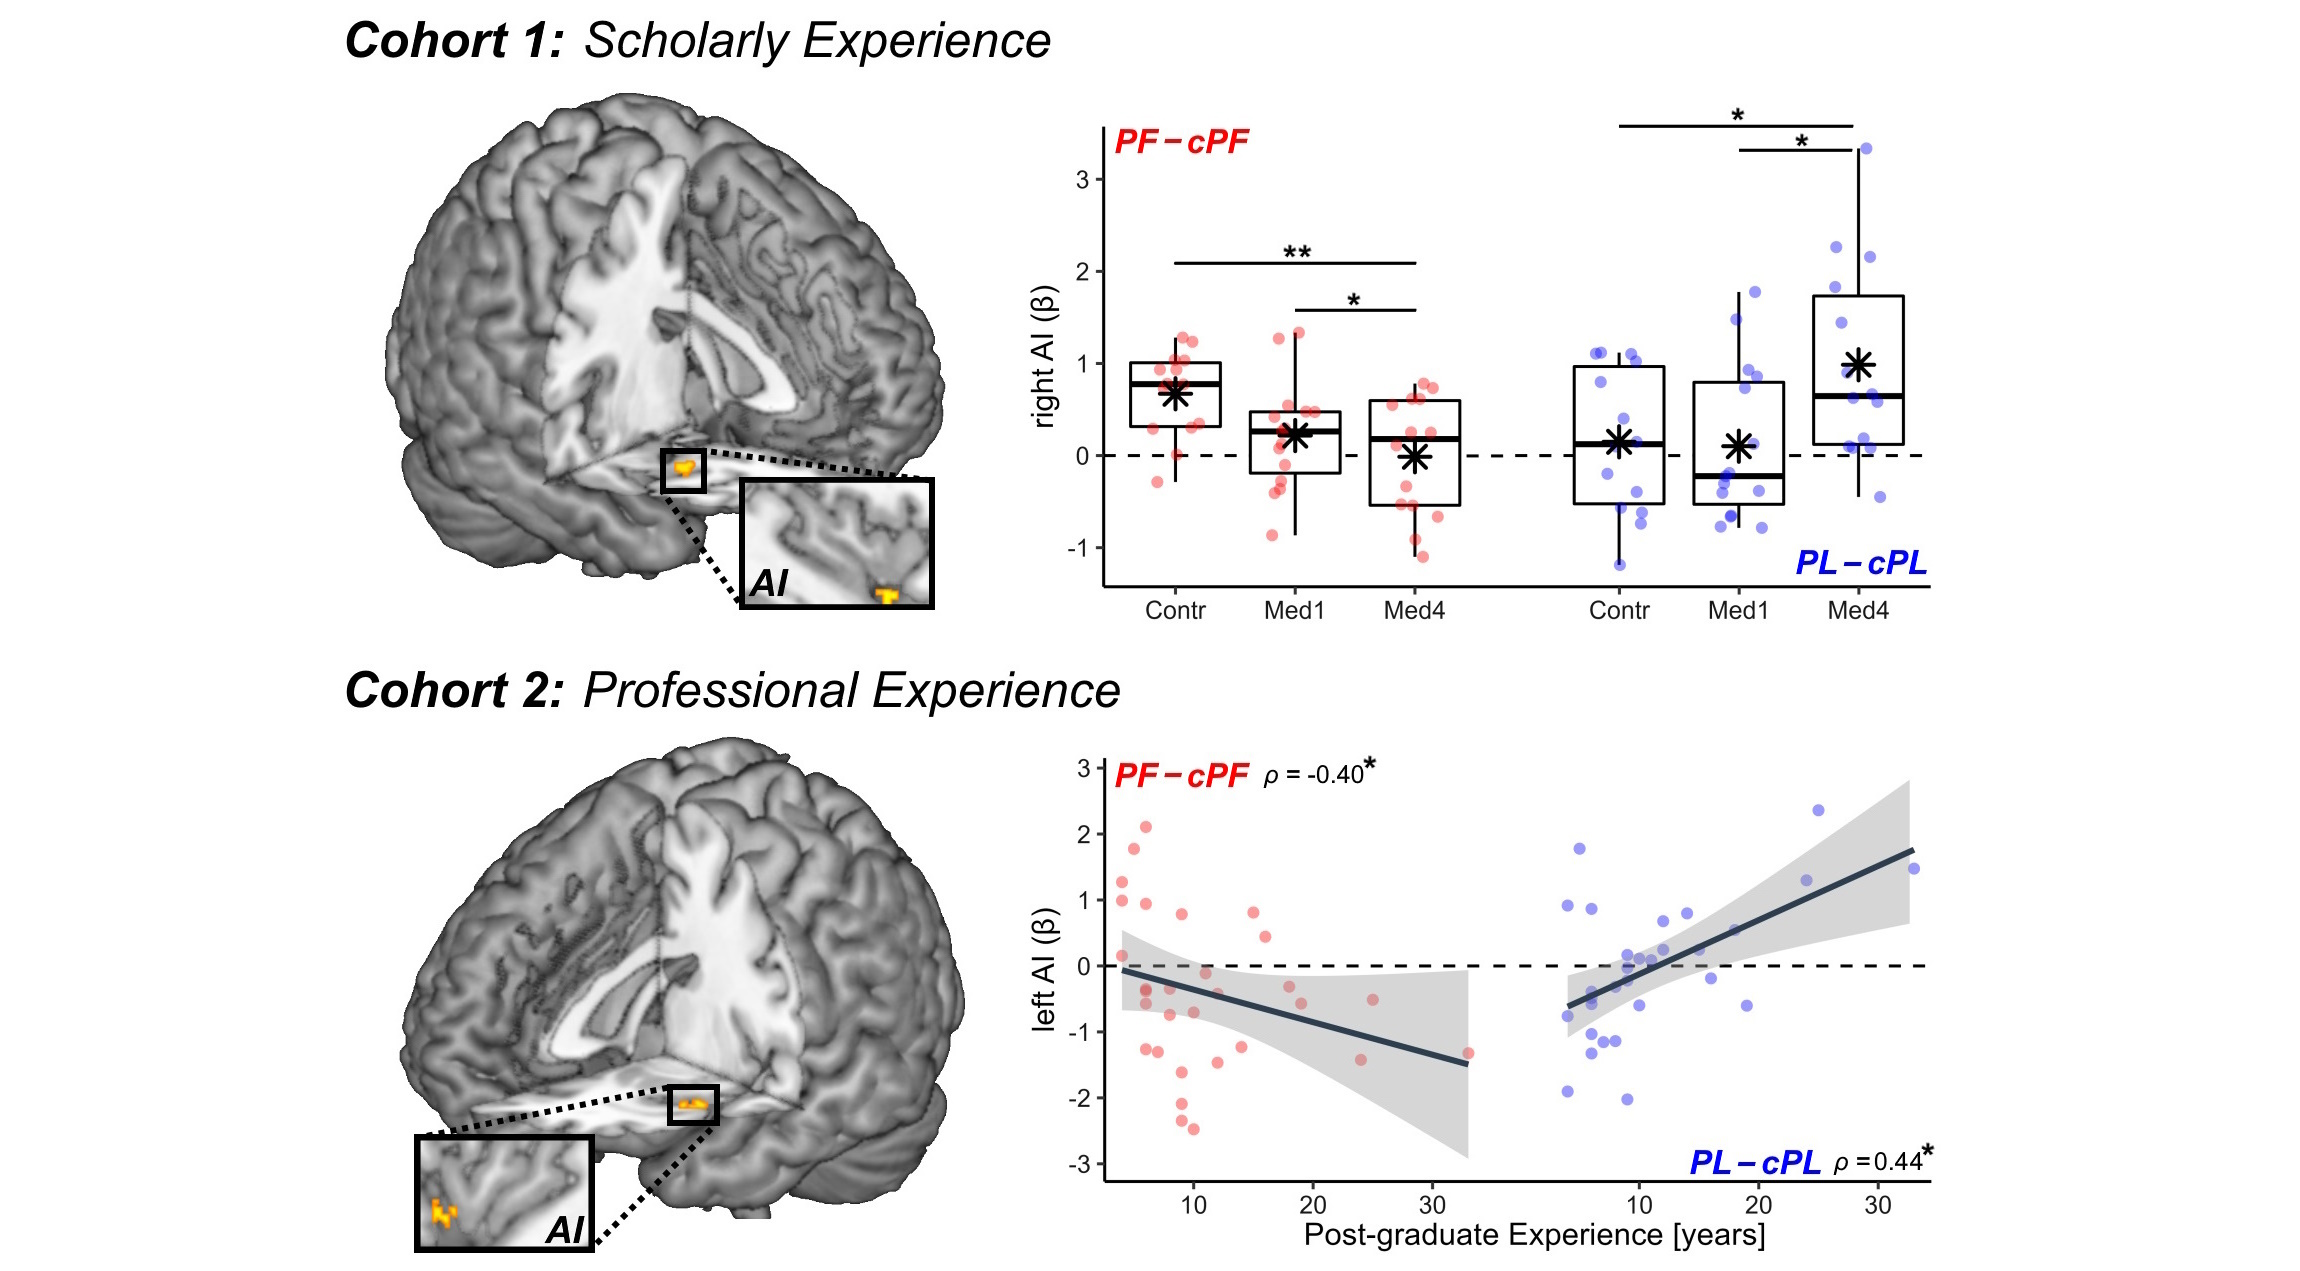 Cohort 1: Scholarly Experience
AI
PF – cPF
**
*
*
*
right AI (β)
3
2
1
0
-1
PL – cPL
Contr Med1 Med4 Contr Med1 Med4
Cohort 2: Professional Experience
AI
PF – cPF ρ = -0.40*
left AI (β)
3
2
1
0
-1
-2
-3
PL – cPL ρ = 0.44*
10 20 30 10 20 30
Post-graduate Experience [years]